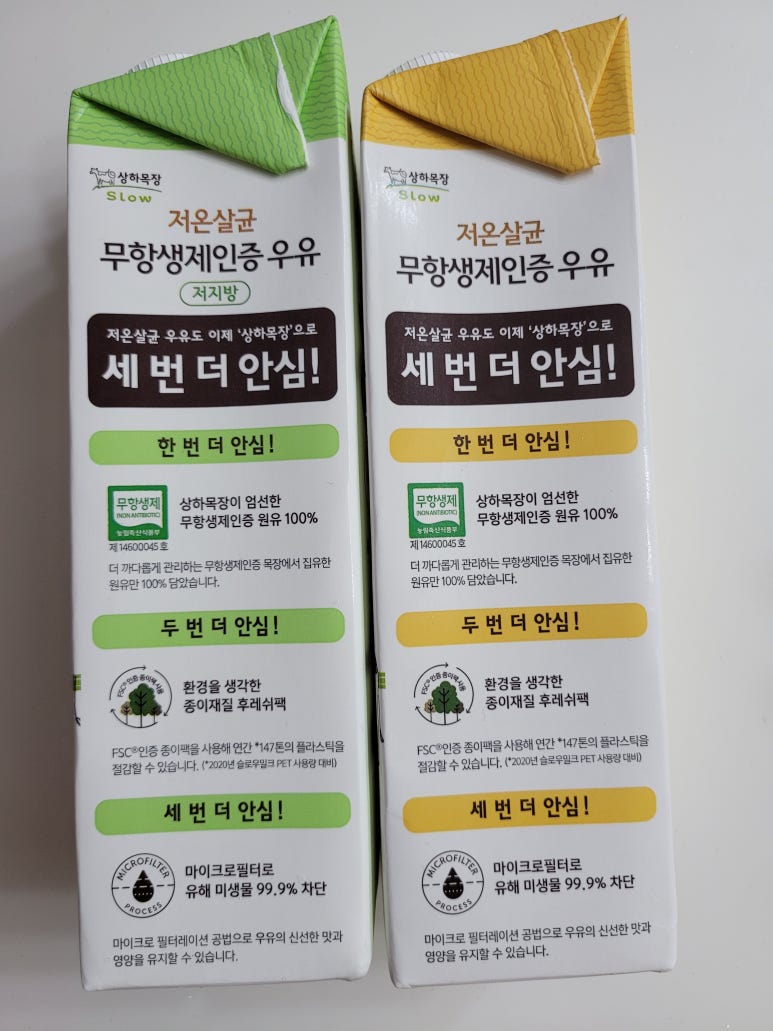 상하목장
Slow
저온살균
무항생제인증 우유
저지방
저온살균 우유도 이제 '상하목장'으로
세 번 더 안심!
한 번 더 안심!
무항생제
(NON ANTIBIOTIC)
농림축산식품부
제 14600045 호
상하목장이 엄선한
무항생제인증 원유 100%
더 까다롭게 관리하는 무항생제인증 목장에서 집유한
원유만 100% 담았습니다.
두 번 더 안심!
FSC®인증 종이팩 사용
환경을 생각한
종이재질 후레쉬팩
FSC®인증 종이팩을 사용해 연간 *147톤의 플라스틱을
절감할 수 있습니다. (*2020년 슬로우밀크 PET 사용량 대비)
세 번 더 안심!
MICROFILTER
PROCESS
마이크로필터로
유해 미생물 99.9% 차단
마이크로 필터레이션 공법으로 우유의 신선한 맛과
영양을 유지할 수 있습니다.
상하목장
Slow
저온살균
무항생제인증 우유
저온살균 우유도 이제 '상하목장'으로
세 번 더 안심!
한 번 더 안심!
무항생제
(NON ANTIBIOTIC)
농림축산식품부
제 14600045 호
상하목장이 엄선한
무항생제인증 원유 100%
더 까다롭게 관리하는 무항생제인증 목장에서 집유한
원유만 100% 담았습니다.
두 번 더 안심!
FSC®인증 종이팩 사용
환경을 생각한
종이재질 후레쉬팩
FSC®인증 종이팩을 사용해 연간 *147톤의 플라스틱을
절감할 수 있습니다. (*2020년 슬로우밀크 PET 사용량 대비)
세 번 더 안심!
MICROFILTER
PROCESS
마이크로필터로
유해 미생물 99.9% 차단
마이크로 필터레이션 공법으로 우유의 신선한 맛과
영양을 유지할 수 있습니다.